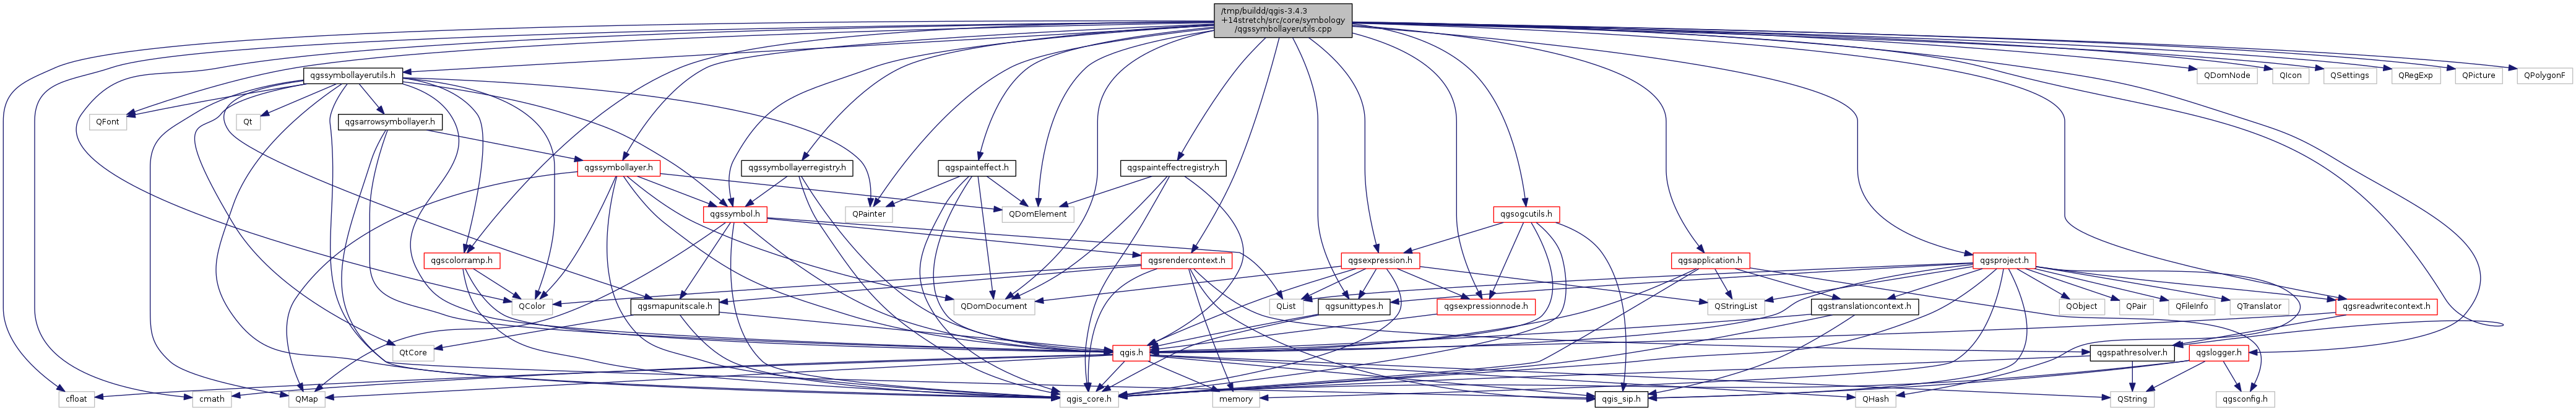 /tmp/buildd/qgis-3.4.3
+14stretch/src/core/symbology
/qgssymbollayerutils.cpp
qgssymbollayerutils.h
QDomNode
QIcon
QSettings
QRegExp
QPicture
QPolygonF
QFont
Qt
qgsarrowsymbollayer.h
qgssymbollayer.h
qgssymbollayerregistry.h
qgspainteffect.h
qgspainteffectregistry.h
qgssymbol.h
QPainter
QDomElement
qgsogcutils.h
qgscolorramp.h
qgsrendercontext.h
qgsexpression.h
qgsapplication.h
qgsproject.h
QColor
qgsmapunitscale.h
QDomDocument
QList
qgsunittypes.h
qgsexpressionnode.h
QStringList
qgstranslationcontext.h
QObject
QPair
QFileInfo
QTranslator
qgsreadwritecontext.h
QtCore
qgis.h
qgspathresolver.h
qgslogger.h
cfloat
cmath
QMap
qgis_core.h
memory
qgis_sip.h
QHash
QString
qgsconfig.h